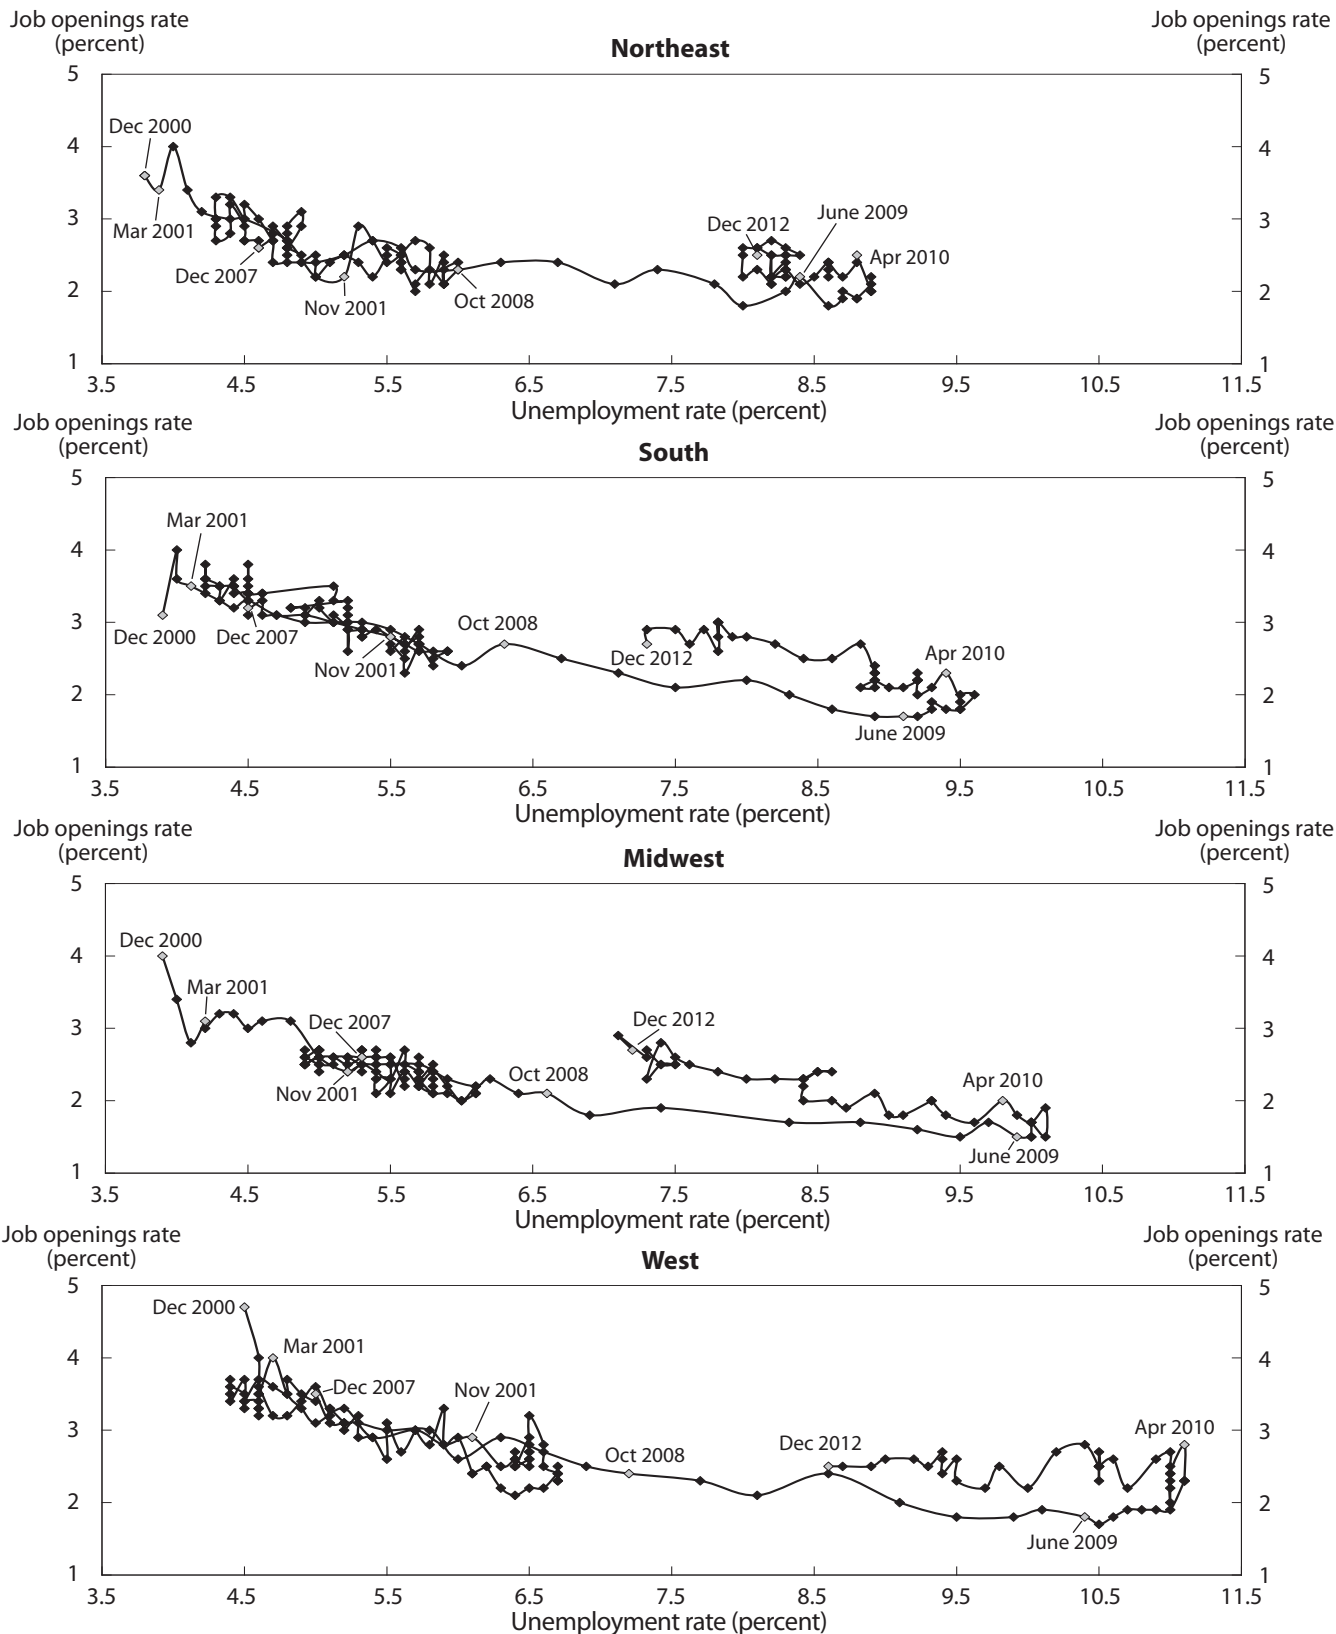 Job openings rate
(percent)
Northeast
Job openings rate
(percent)
5
5
Dec 2000
4
4
Mar 2001
3
3
Dec 2012
June 2009
Dec 2007
Apr 2010
Nov 2001
Oct 2008
2
2
1
1
3.5 4.5 5.5 6.5 7.5 8.5 9.5 10.5 11.5
Unemployment rate (percent)
Job openings rate
(percent)
South
Job openings rate
(percent)
5
5
Mar 2001
4
4
3
3
Dec 2000
Dec 2007
Oct 2008
Nov 2001
Dec 2012
Apr 2010
2
2
June 2009
1
1
3.5 4.5 5.5 6.5 7.5 8.5 9.5 10.5 11.5
Unemployment rate (percent)
Job openings rate
(percent)
Midwest
Job openings rate
(percent)
5
5
Dec 2000
4
4
Mar 2001
3
3
Dec 2007
Dec 2012
Nov 2001
Oct 2008
Apr 2010
2
2
June 2009
1
1
3.5 4.5 5.5 6.5 7.5 8.5 9.5 10.5 11.5
Unemployment rate (percent)
Job openings rate
(percent)
West
Job openings rate
(percent)
5
5
Dec 2000
Mar 2001
4
4
Dec 2007
Nov 2001
3
3
Oct 2008
Dec 2012
Apr 2010
2
2
June 2009
1
1
3.5 4.5 5.5 6.5 7.5 8.5 9.5 10.5 11.5
Unemployment rate (percent)